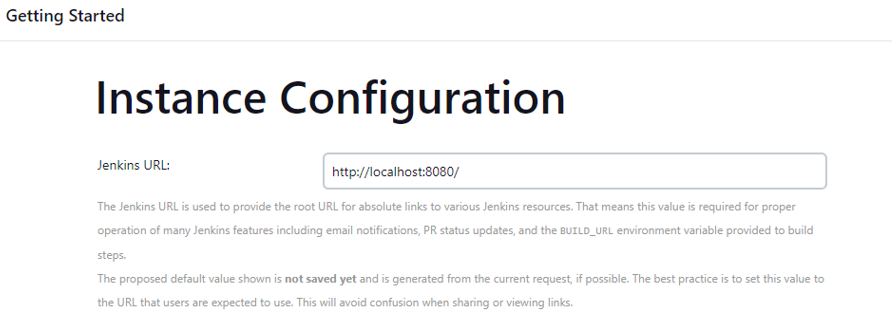 Getting Started
Instance Configuration
Jenkins URL:
http://localhost:8080/
The Jenkins URL is used to provide the root URL for absolute links to various Jenkins resources. That means this value is required for proper
operation of many Jenkins features including email notifications, PR status updates, and the BUILD_URL environment variable provided to build
steps.
The proposed default value shown is not saved yet and is generated from the current request, if possible. The best practice is to set this value to
the URL that users are expected to use. This will avoid confusion when sharing or viewing links.